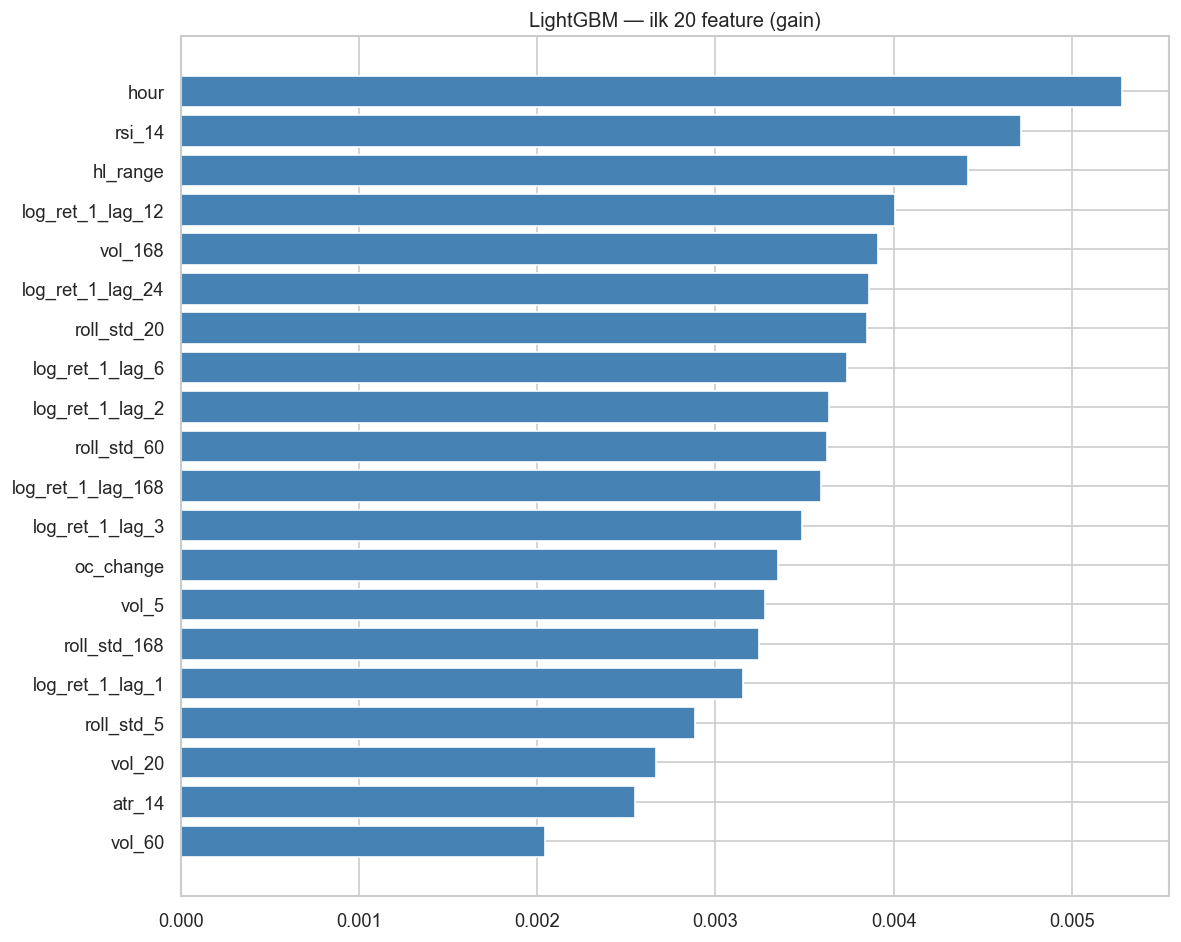 LightGBM — ilk 20 feature (gain)
hour
rsi_14
hl_range
log_ret_1_lag_12
vol_168
log_ret_1_lag_24
roll_std_20
log_ret_1_lag_6
log_ret_1_lag_2
roll_std_60
log_ret_1_lag_168
log_ret_1_lag_3
oc_change
vol_5
roll_std_168
log_ret_1_lag_1
roll_std_5
vol_20
atr_14
vol_60
0.000 0.001 0.002 0.003 0.004 0.005